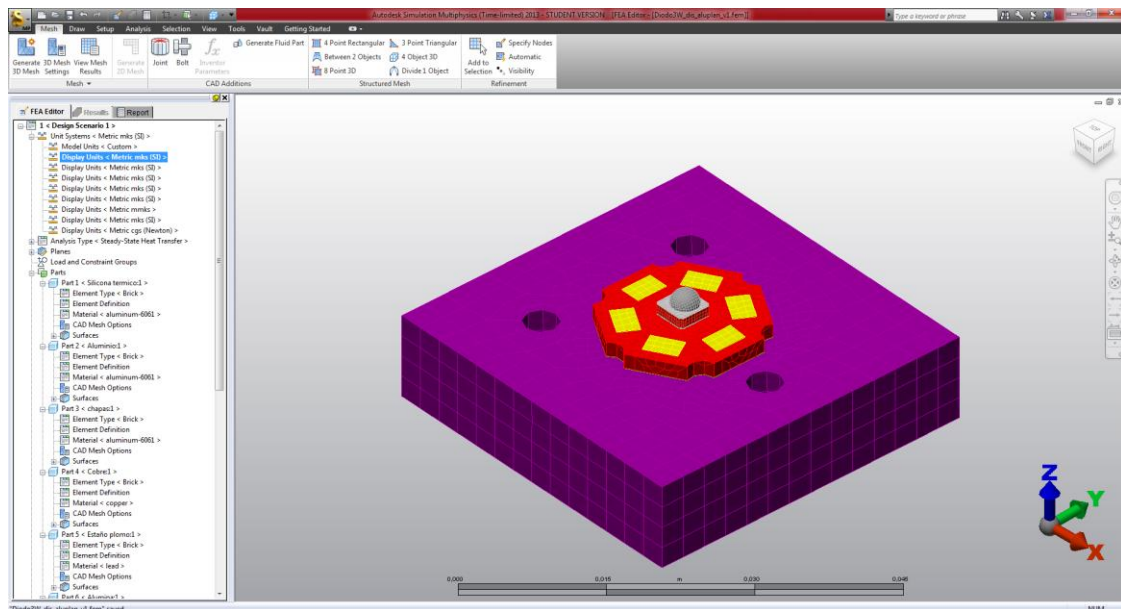 Autodesk Simulation Multiphysics (Time-limited) 2013 - STUDENT VERSION - [FEA Editor - [Diodo3W_dis_aluplan_v1.fem]]
Type a keyword or phrase
Mesh Draw Setup Analysis Selection View Tools Vault Getting Started
Generate 3D Mesh
3D Mesh Settings
View Mesh Results
Generate 2D Mesh
Joint
Bolt
Inventor Parameters
Generate Fluid Part
4 Point Rectangular
3 Point Triangular
Between 2 Objects
4 Object 3D
8 Point 3D
Divide 1 Object
Add to Selection
Specify Nodes
Automatic
Visibility
Mesh
CAD Additions
Structured Mesh
Refinement
FEA Editor Results Report
1 < Design Scenario 1 >
Unit Systems < Metric mks (SI) >
Model Units < Custom >
Display Units < Metric mks (SI) >
Display Units < Metric mks (SI) >
Display Units < Metric mks (SI) >
Display Units < Metric mks (SI) >
Display Units < Metric mks (SI) >
Display Units < Metric mmks >
Display Units < Metric mks (SI) >
Display Units < Metric cgs (Newton) >
Analysis Type < Steady-State Heat Transfer >
Planes
Load and Constraint Groups
Parts
Part 1 < Silicona termico:1 >
Element Type < Brick >
Element Definition
Material < aluminum-6061 >
CAD Mesh Options
Surfaces
Part 2 < Aluminio:1 >
Element Type < Brick >
Element Definition
Material < aluminum-6061 >
CAD Mesh Options
Surfaces
Part 3 < chapas:1 >
Element Type < Brick >
Element Definition
Material < aluminum-6061 >
CAD Mesh Options
Surfaces
Part 4 < Cobre:1 >
Element Type < Brick >
Element Definition
Material < copper >
CAD Mesh Options
Surfaces
Part 5 < Estaño plomo:1 >
Element Type < Brick >
Element Definition
Material < lead >
CAD Mesh Options
Surfaces
Part 6 < Alumina:1 >
FRONT RIGHT
Z
Y
X
0,000 0,015 m 0,030 0,045
"Diodo3W_dis_aluplan_v1.fem" saved.
NUM